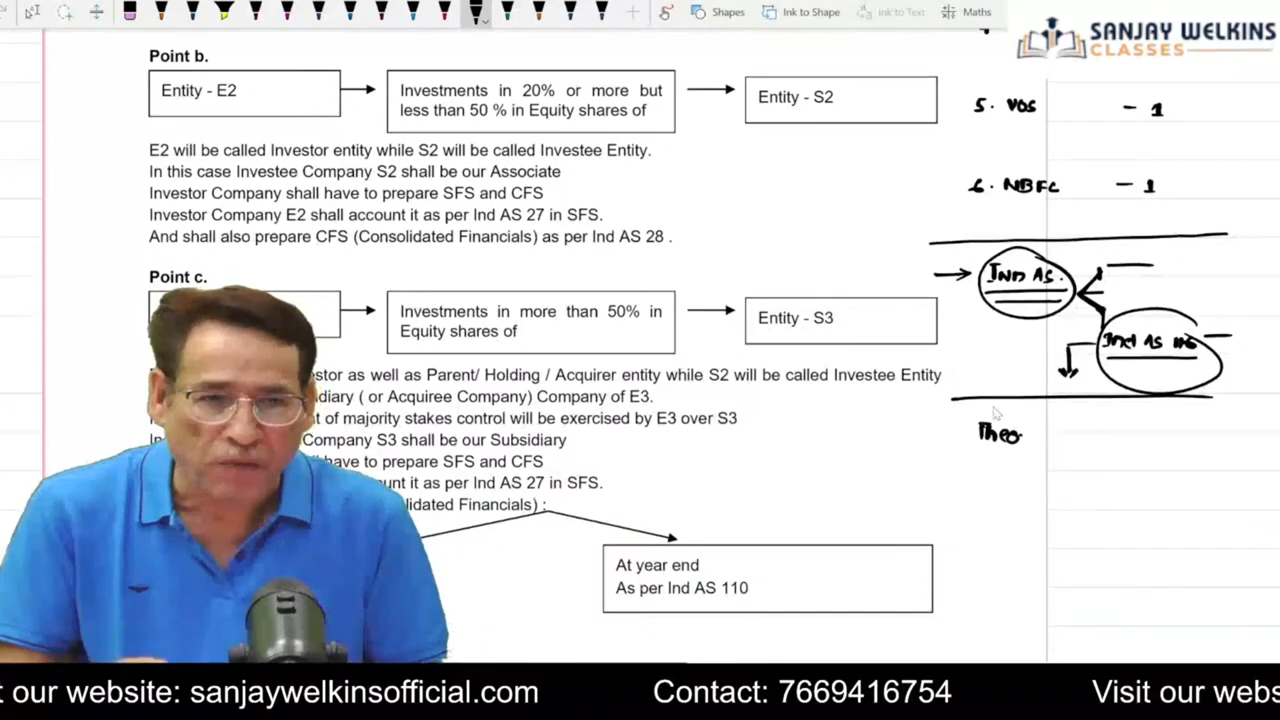 Shapes
Ink to Shape
Ink to Text
Maths
SANJAY WELKINS
CLASSES
Point b.
Entity - E2
Investments in 20% or more but
less than 50 % in Equity shares of
Entity - S2
E2 will be called Investor entity while S2 will be called Investee Entity.
In this case Investee Company S2 shall be our Associate
Investor Company shall have to prepare SFS and CFS
Investor Company E2 shall account it as per Ind AS 27 in SFS.
And shall also prepare CFS (Consolidated Financials) as per Ind AS 28 .
Point c.
Investments in more than 50% in
Equity shares of
Entity - S3
stor as well as Parent/ Holding / Acquirer entity while S2 will be called Investee Entity
diary ( or Acquiree Company) Company of E3.
t of majority stakes control will be exercised by E3 over S3
Company S3 shall be our Subsidiary
have to prepare SFS and CFS
unt it as per Ind AS 27 in SFS.
lidated Financials) :
At year end
As per Ind AS 110
5. VOS - 1
6. NBFC - 1
IND AS.
Ind AS 110
Theo
t our website: sanjaywelkinsofficial.com
Contact: 7669416754
Visit our webs